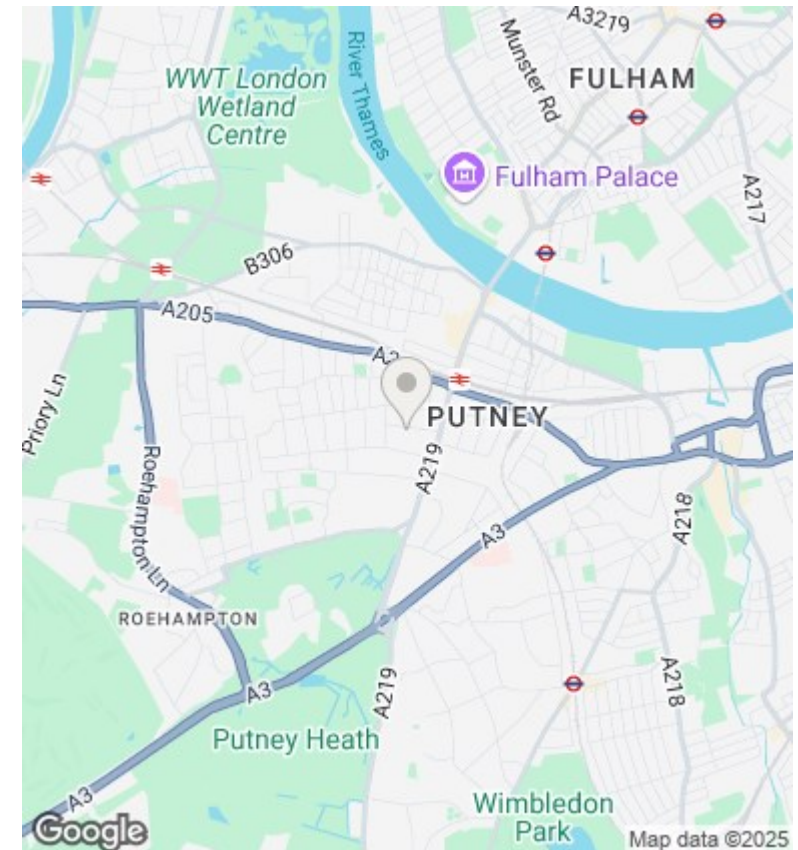 A3219
Munster Rd
FULHAM
WWT London
Wetland
Centre
River Thames
Fulham Palace
A217
B306
A205
A2
Priory Ln
PUTNEY
Roehampton Ln
A219
A3
A218
ROEHAMPTON
A3
A219
A218
Putney Heath
A3
Wimbledon
Park
Google
Map data ©2025